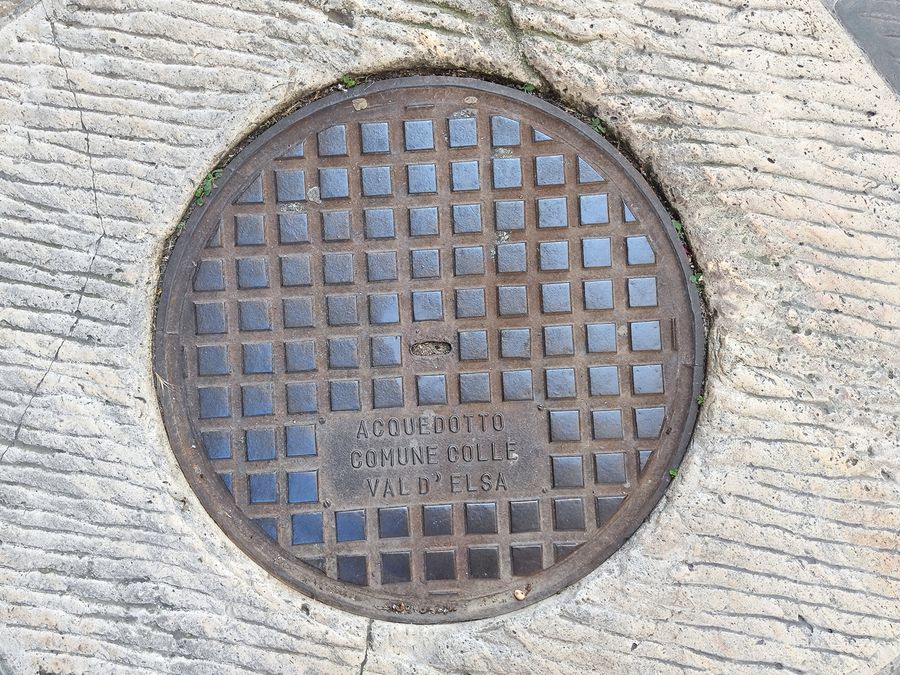 ACQUEDOTTO
COMUNE COLLE
VAL D' ELSA